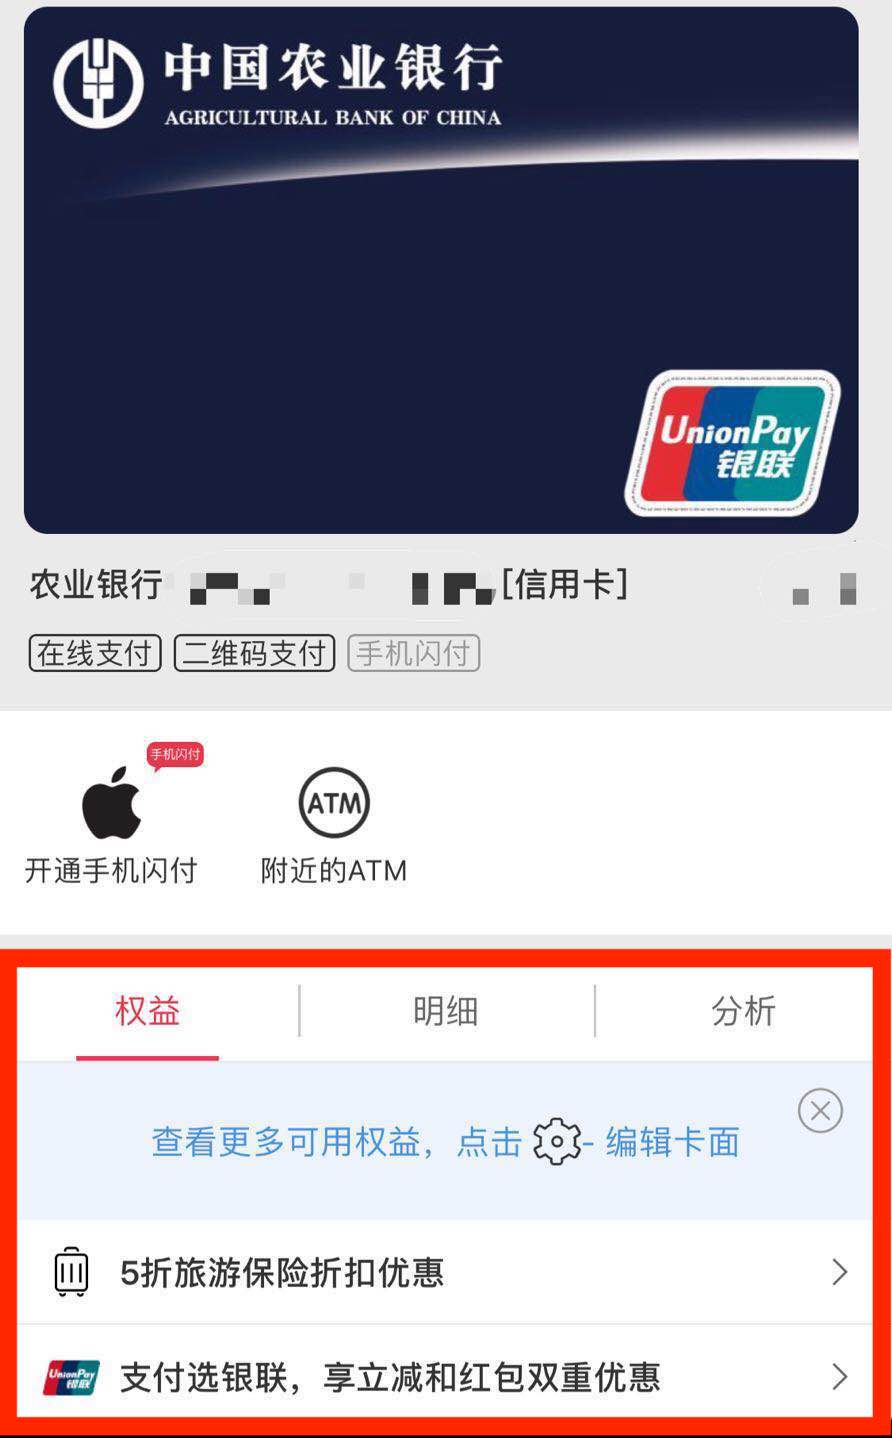 中国农业银行
AGRICULTURAL BANK OF CHINA
UnionPay
银联
农业银行 [信用卡]
在线支付 二维码支付 手机闪付
手机闪付
ATM
开通手机闪付 附近的ATM
权益 明细 分析
查看更多可用权益，点击 - 编辑卡面
5折旅游保险折扣优惠
UnionPay
银联
支付选银联，享立减和红包双重优惠